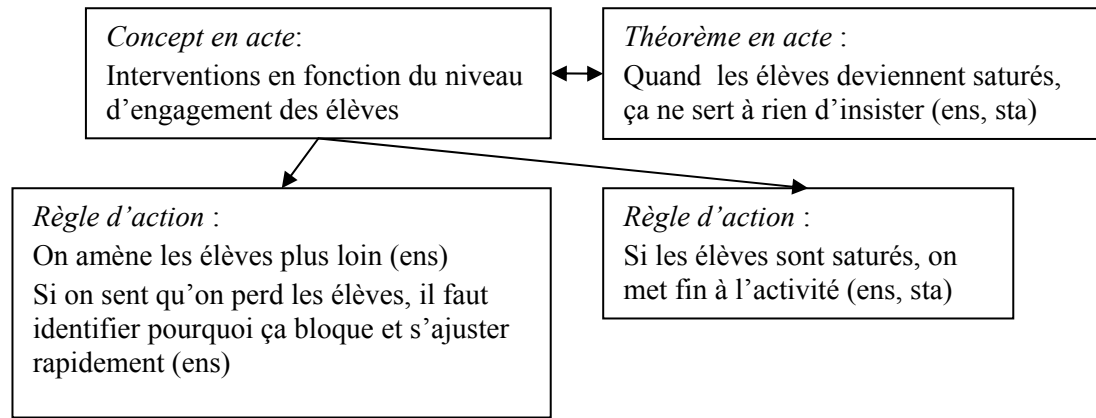 Concept en acte:
Interventions en fonction du niveau
d'engagement des élèves
Théorème en acte :
Quand les élèves deviennent saturés,
ça ne sert à rien d'insister (ens, sta)
Règle d'action :
On amène les élèves plus loin (ens)
Si on sent qu'on perd les élèves, il faut
identifier pourquoi ça bloque et s'ajuster
rapidement (ens)
Règle d'action :
Si les élèves sont saturés, on
met fin à l'activité (ens, sta)